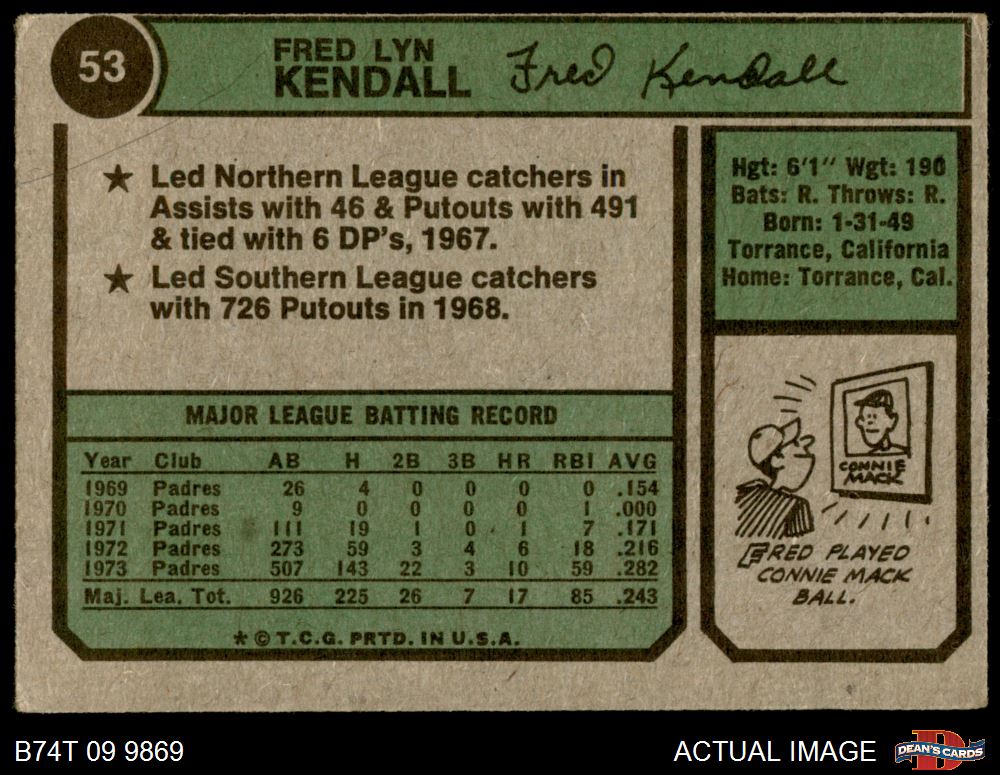 53
FRED LYN
KENDALL
Fred Kendall
★ Led Northern League catchers in
Assists with 46 & Putouts with 491
& tied with 6 DP's, 1967.
★ Led Southern League catchers
with 726 Putouts in 1968.
Hgt: 6'1" Wgt: 190
Bats: R. Throws: R.
Born: 1-31-49
Torrance, California
Home: Torrance, Cal.
MAJOR LEAGUE BATTING RECORD
Year Club AB H 2B 3B HR RBI AVG
1969 Padres 26 4 0 0 0 0 .154
1970 Padres 9 0 0 0 0 1 .000
1971 Padres 111 19 1 0 1 7 .171
1972 Padres 273 59 3 4 6 18 .216
1973 Padres 507 143 22 3 10 59 .282
Maj. Lea. Tot. 926 225 26 7 17 85 .243
* © T.C.G. PRTD. IN U.S.A.
CONNIE
MACK
FRED PLAYED
CONNIE MACK
BALL.
B74T 09 9869
ACTUAL IMAGE
D
DEAN'S CARDS